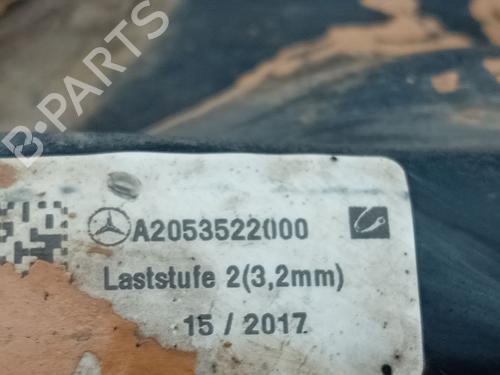 B-PARTS
A2053522000
Laststufe 2(3,2mm)
15 / 2017